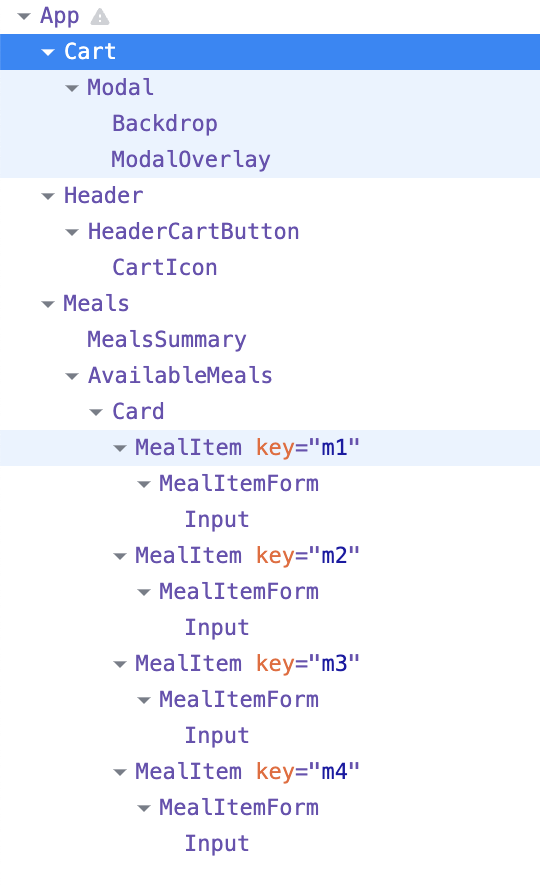 App
Cart
Modal
Backdrop
ModalOverlay
Header
HeaderCartButton
CartIcon
Meals
MealsSummary
AvailableMeals
Card
MealItem key="m1"
MealItemForm
Input
MealItem key="m2"
MealItemForm
Input
MealItem key="m3"
MealItemForm
Input
MealItem key="m4"
MealItemForm
Input